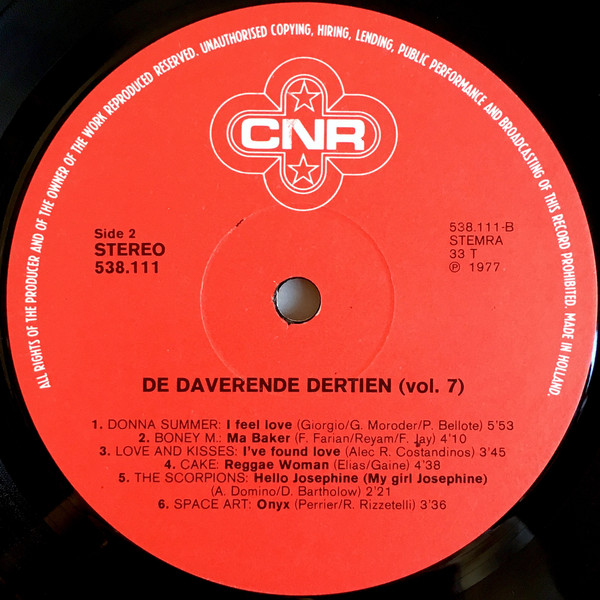 ALL RIGHTS OF THE PRODUCER AND OF THE OWNER OF THE WORK REPRODUCED RESERVED. UNAUTHORISED COPYING, HIRING, LENDING, PUBLIC PERFORMANCE AND BROADCASTING OF THIS RECORD PROHIBITED. MADE IN HOLLAND.
CNR
Side 2
STEREO
538.111
538.111-B
STEMRA
33 T
℗ 1977
DE DAVERENDE DERTIEN (vol. 7)
1. DONNA SUMMER: I feel love (Giorgio/G. Moroder/P. Bellote) 5'53
2. BONEY M.: Ma Baker (F. Farian/Reyam/F. Jay) 4'10
3. LOVE AND KISSES: I've found love (Alec R. Costandinos) 3'45
4. CAKE: Reggae Woman (Elias/Gaine) 4'38
5. THE SCORPIONS: Hello Josephine (My girl Josephine)
(A. Domino/D. Bartholow) 2'21
6. SPACE ART: Onyx (Perrier/R. Rizzetelli) 3'36